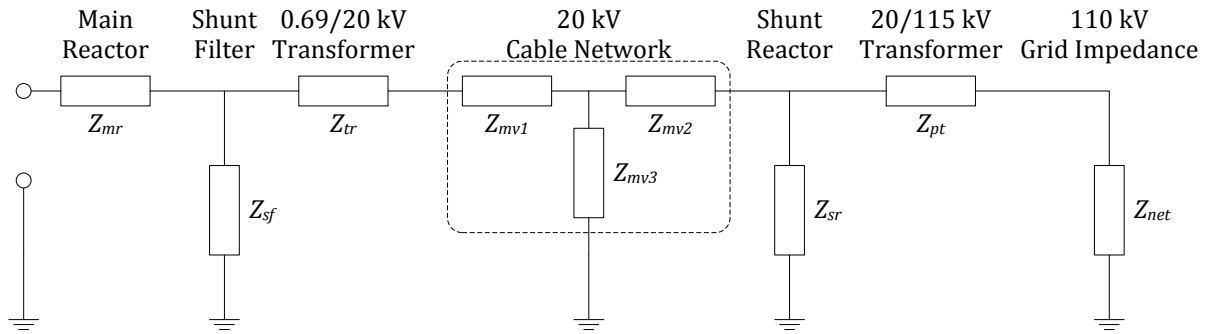 Main
Reactor
Shunt
Filter
0.69/20 kV
Transformer
20 kV
Cable Network
Shunt
Reactor
20/115 kV
Transformer
110 kV
Grid Impedance
Zmr
Ztr
Zmv1
Zmv2
Zpt
Zsf
Zmv3
Zsr
Znet